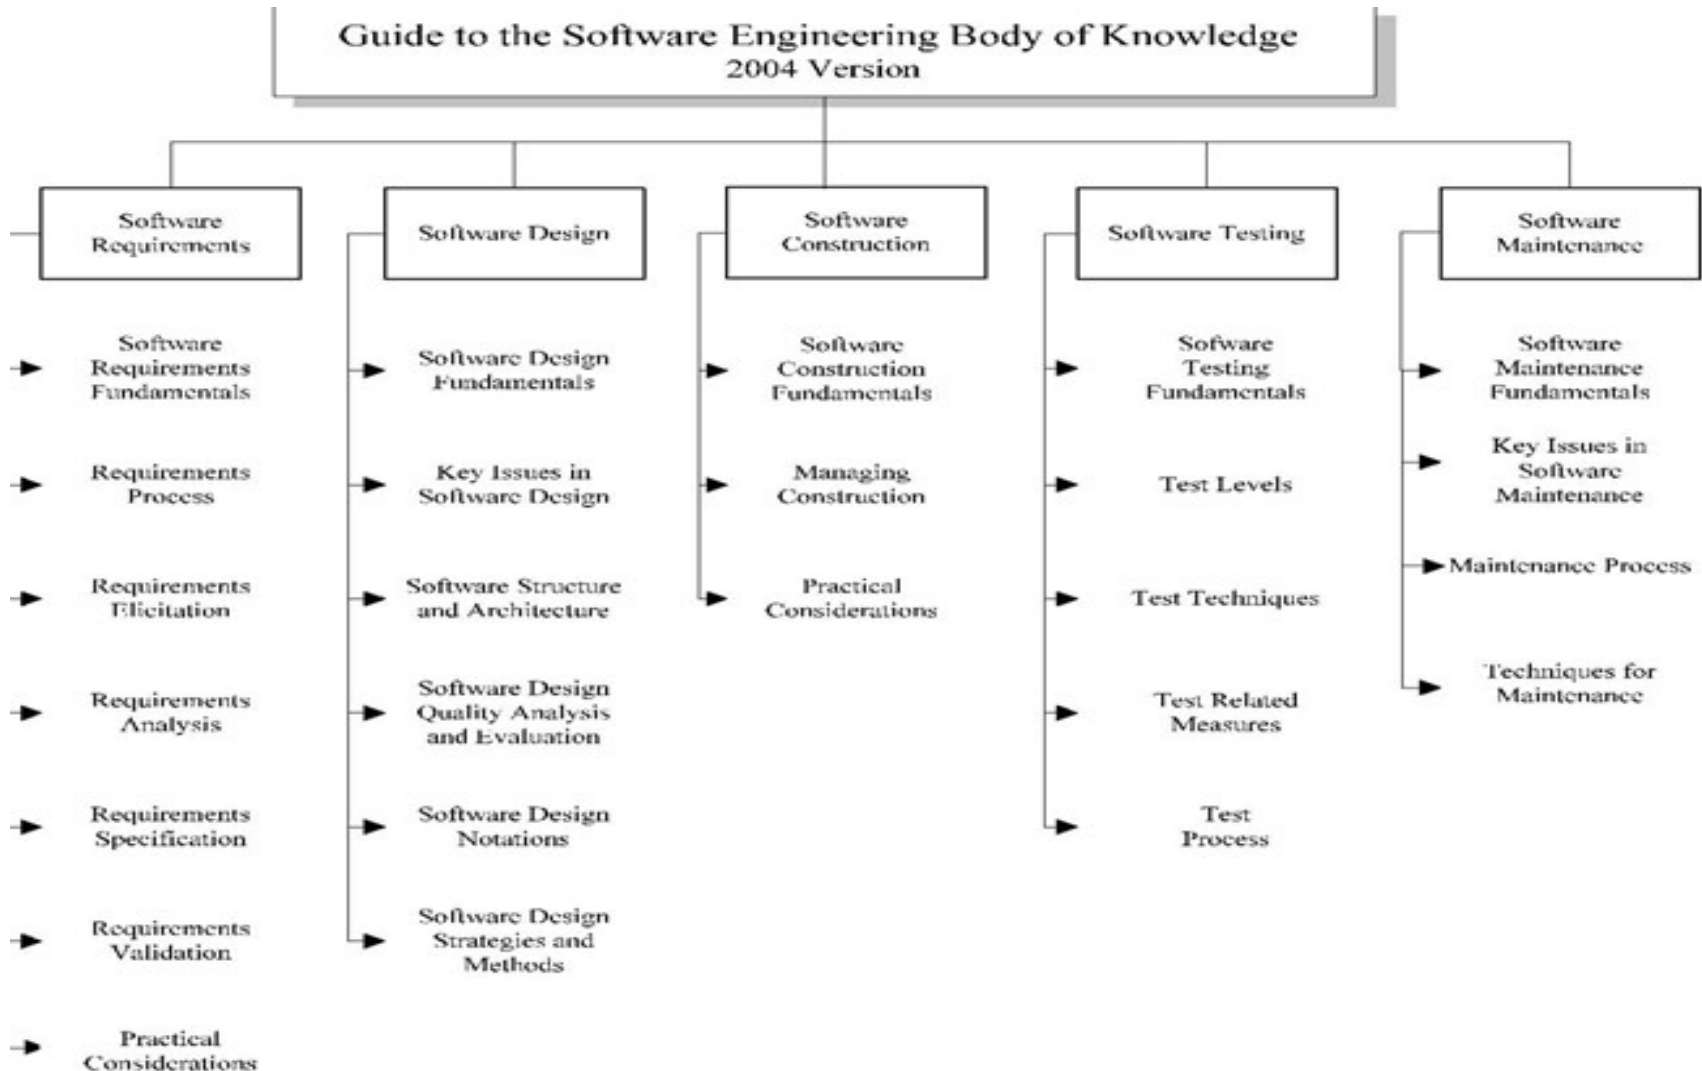 Guide to the Software Engineering Body of Knowledge
2004 Version
Software
Requirements
Software Design
Software
Construction
Software Testing
Software
Maintenance
Software
Requirements
Fundamentals
Requirements
Process
Requirements
Elicitation
Requirements
Analysis
Requirements
Specification
Requirements
Validation
Practical
Considerations
Software Design
Fundamentals
Key Issues in
Software Design
Software Structure
and Architecture
Software Design
Quality Analysis
and Evaluation
Software Design
Notations
Software Design
Strategies and
Methods
Software
Construction
Fundamentals
Managing
Construction
Practical
Considerations
Sofware
Testing
Fundamentals
Test Levels
Test Techniques
Test Related
Measures
Test
Process
Software
Maintenance
Fundamentals
Key Issues in
Software
Maintenance
Maintenance Process
Techniques for
Maintenance